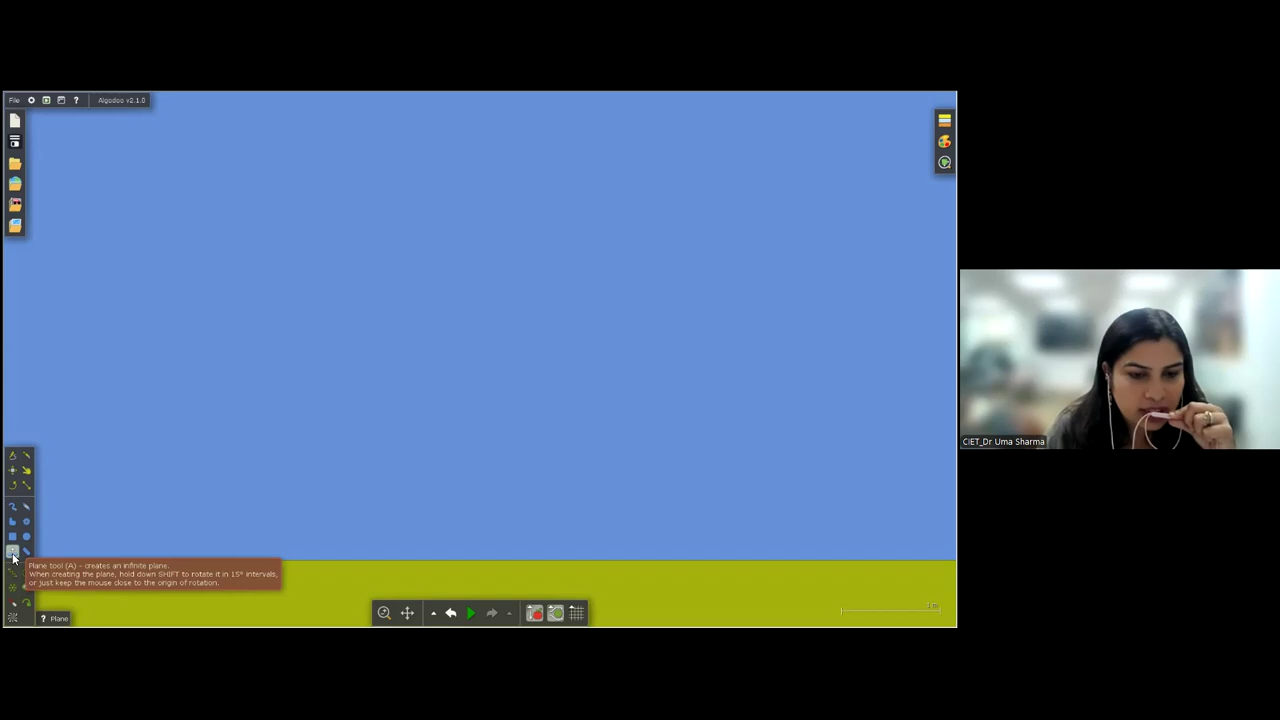 File ? Algodoo v2.1.0
CIET_Dr Uma Sharma
Plane tool (A) - creates an infinite plane.
When creating the plane, hold down SHIFT to rotate it in 15° intervals,
or just keep the mouse close to the origin of rotation.
1 m
? Plane